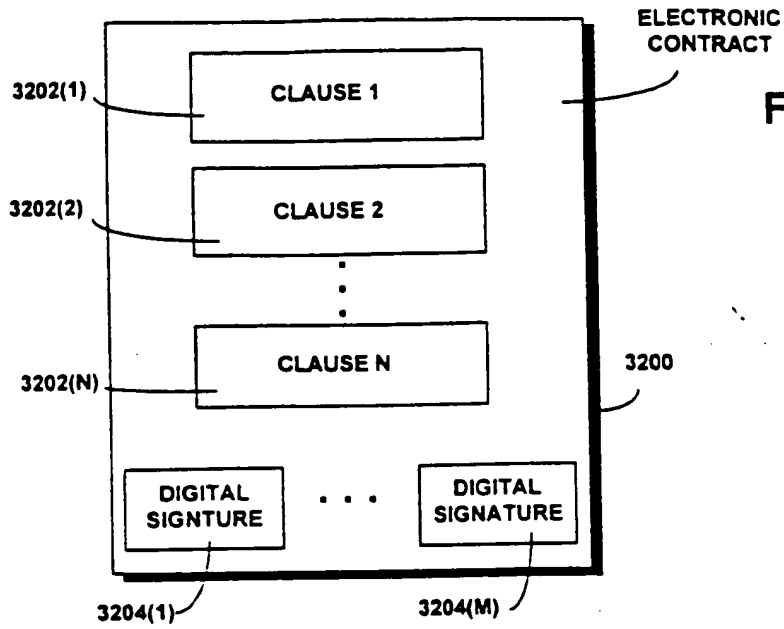 ELECTRONIC
CONTRACT
F
3202(1)
CLAUSE 1
3202(2)
CLAUSE 2
3202(N)
CLAUSE N
3200
DIGITAL
SIGNTURE
DIGITAL
SIGNATURE
3204(1)
3204(M)